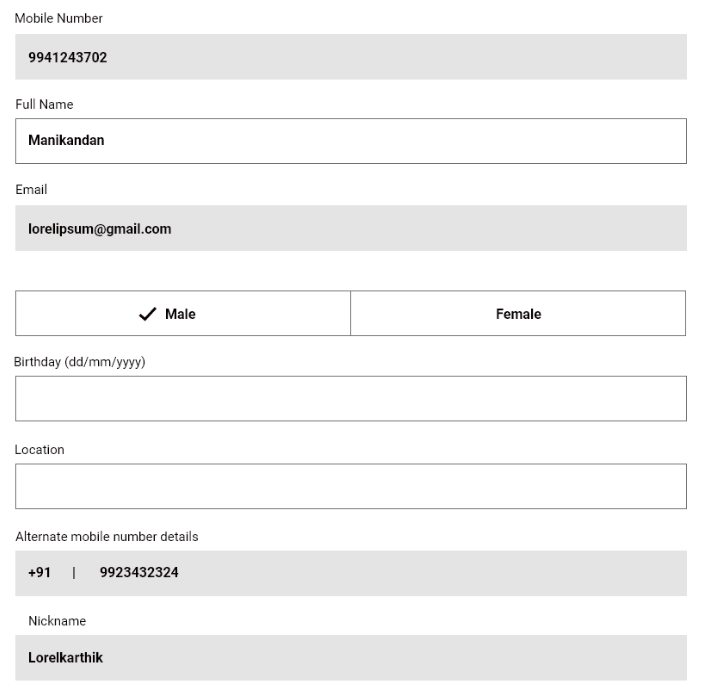 Mobile Number
9941243702
Full Name
Manikandan
Email
lorelipsum@gmail.com
Male Female
Birthday (dd/mm/yyyy)
Location
Alternate mobile number details
+91 | 9923432324
Nickname
Lorelkarthik